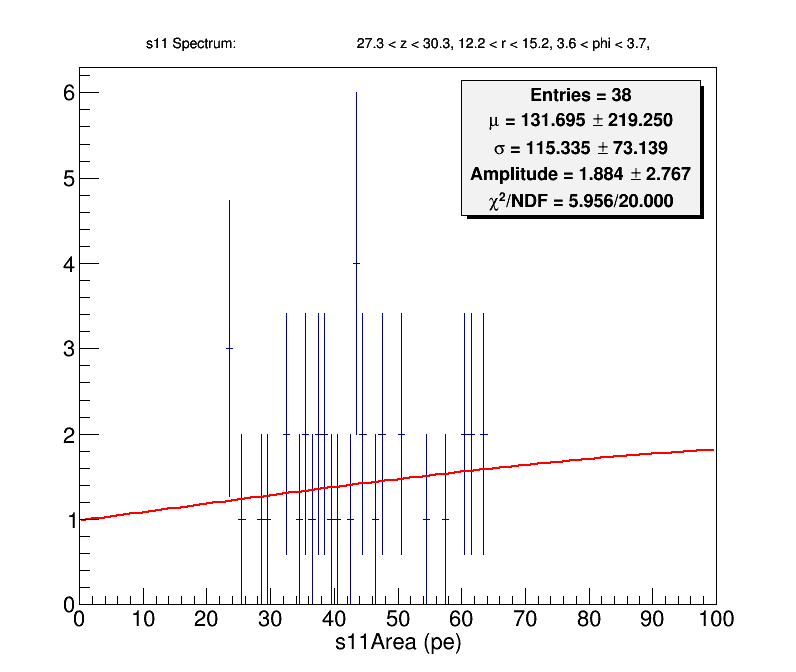 s11 Spectrum: 27.3 < z < 30.3, 12.2 < r < 15.2, 3.6 < phi < 3.7,
Entries = 38
μ = 131.695 ± 219.250
σ = 115.335 ± 73.139
Amplitude = 1.884 ± 2.767
χ²/NDF = 5.956/20.000
6
5
4
3
2
1
0
0 10 20 30 40 50 60 70 80 90 100
s11Area (pe)